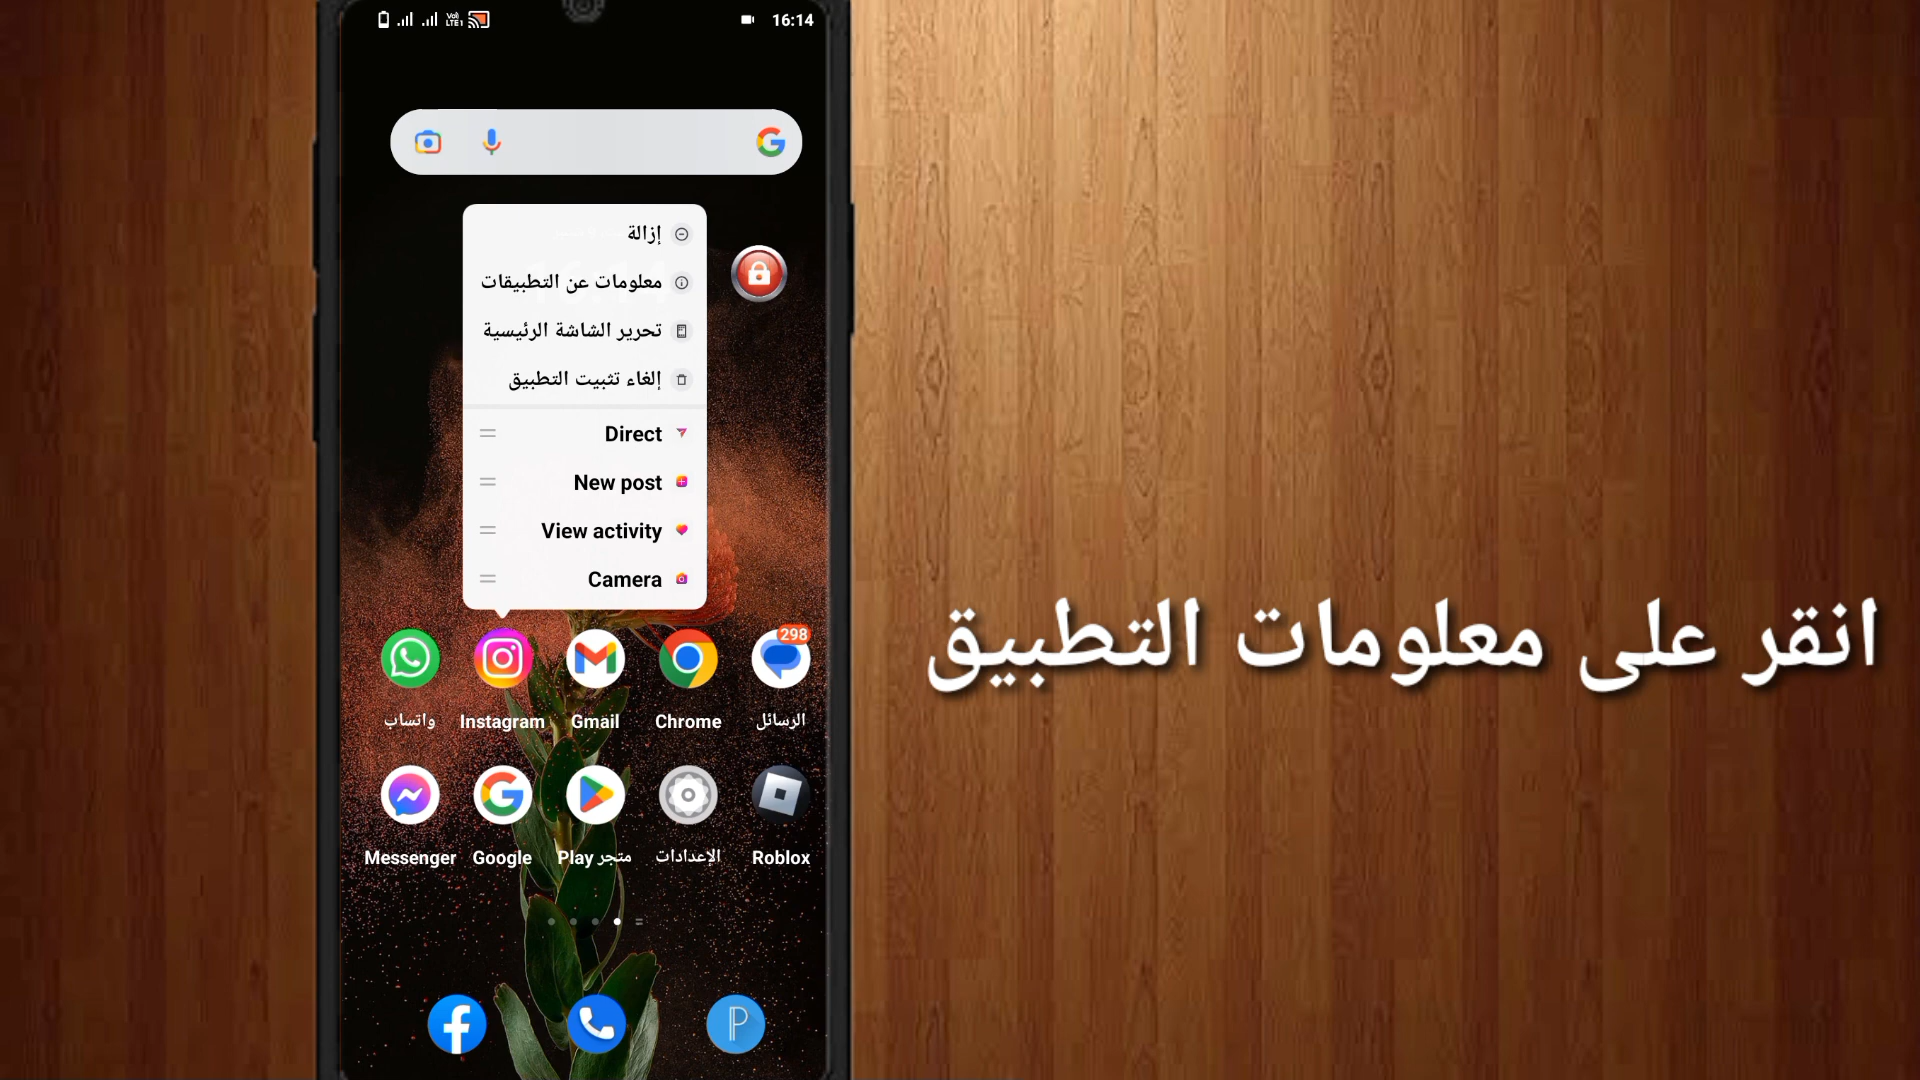 16:14
إزالة
معلومات عن التطبيقات
تحرير الشاشة الرئيسية
إلغاء تثبيت التطبيق
Direct
New post
View activity
Camera
298
واتساب Instagram Gmail Chrome الرسائل
Messenger Google متجر Play الإعدادات Roblox
انقر على معلومات التطبيق